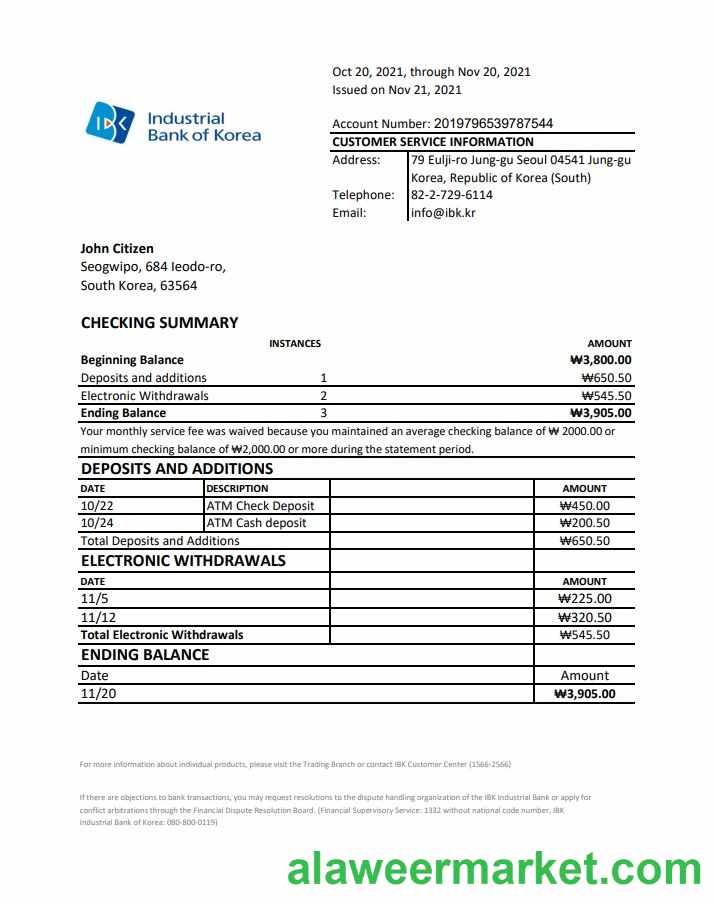 Oct 20, 2021, through Nov 20, 2021
Issued on Nov 21, 2021
IBK
Industrial
Bank of Korea
Account Number: 2019796539787544
CUSTOMER SERVICE INFORMATION
Address: 79 Eulji-ro Jung-gu Seoul 04541 Jung-gu
Korea, Republic of Korea (South)
Telephone: 82-2-729-6114
Email: info@ibk.kr
John Citizen
Seogwipo, 684 Ieodo-ro,
South Korea, 63564
CHECKING SUMMARY
INSTANCES AMOUNT
Beginning Balance ₩3,800.00
Deposits and additions 1 ₩650.50
Electronic Withdrawals 2 ₩545.50
Ending Balance 3 ₩3,905.00
Your monthly service fee was waived because you maintained an average checking balance of ₩ 2000.00 or
minimum checking balance of ₩2,000.00 or more during the statement period.
DEPOSITS AND ADDITIONS
DATE DESCRIPTION AMOUNT
10/22 ATM Check Deposit ₩450.00
10/24 ATM Cash deposit ₩200.50
Total Deposits and Additions ₩650.50
ELECTRONIC WITHDRAWALS
DATE AMOUNT
11/5 ₩225.00
11/12 ₩320.50
Total Electronic Withdrawals ₩545.50
ENDING BALANCE
Date Amount
11/20 ₩3,905.00
For more information about individual products, please visit the Trading Branch or contact IBK Customer Center (1566-2566)
If there are objections to bank transactions, you may request resolutions to the dispute handling organization of the IBK Industrial Bank or apply for
conflict arbitrations through the Financial Dispute Resolution Board. (Financial Supervisory Service: 1332 without national code number, IBK
Industrial Bank of Korea: 080-800-0119)
alaweermarket.com